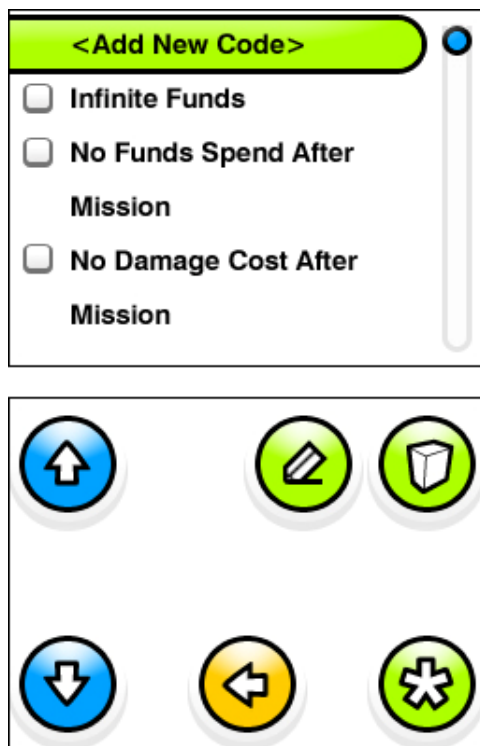 <Add New Code>
Infinite Funds
No Funds Spend After
Mission
No Damage Cost After
Mission